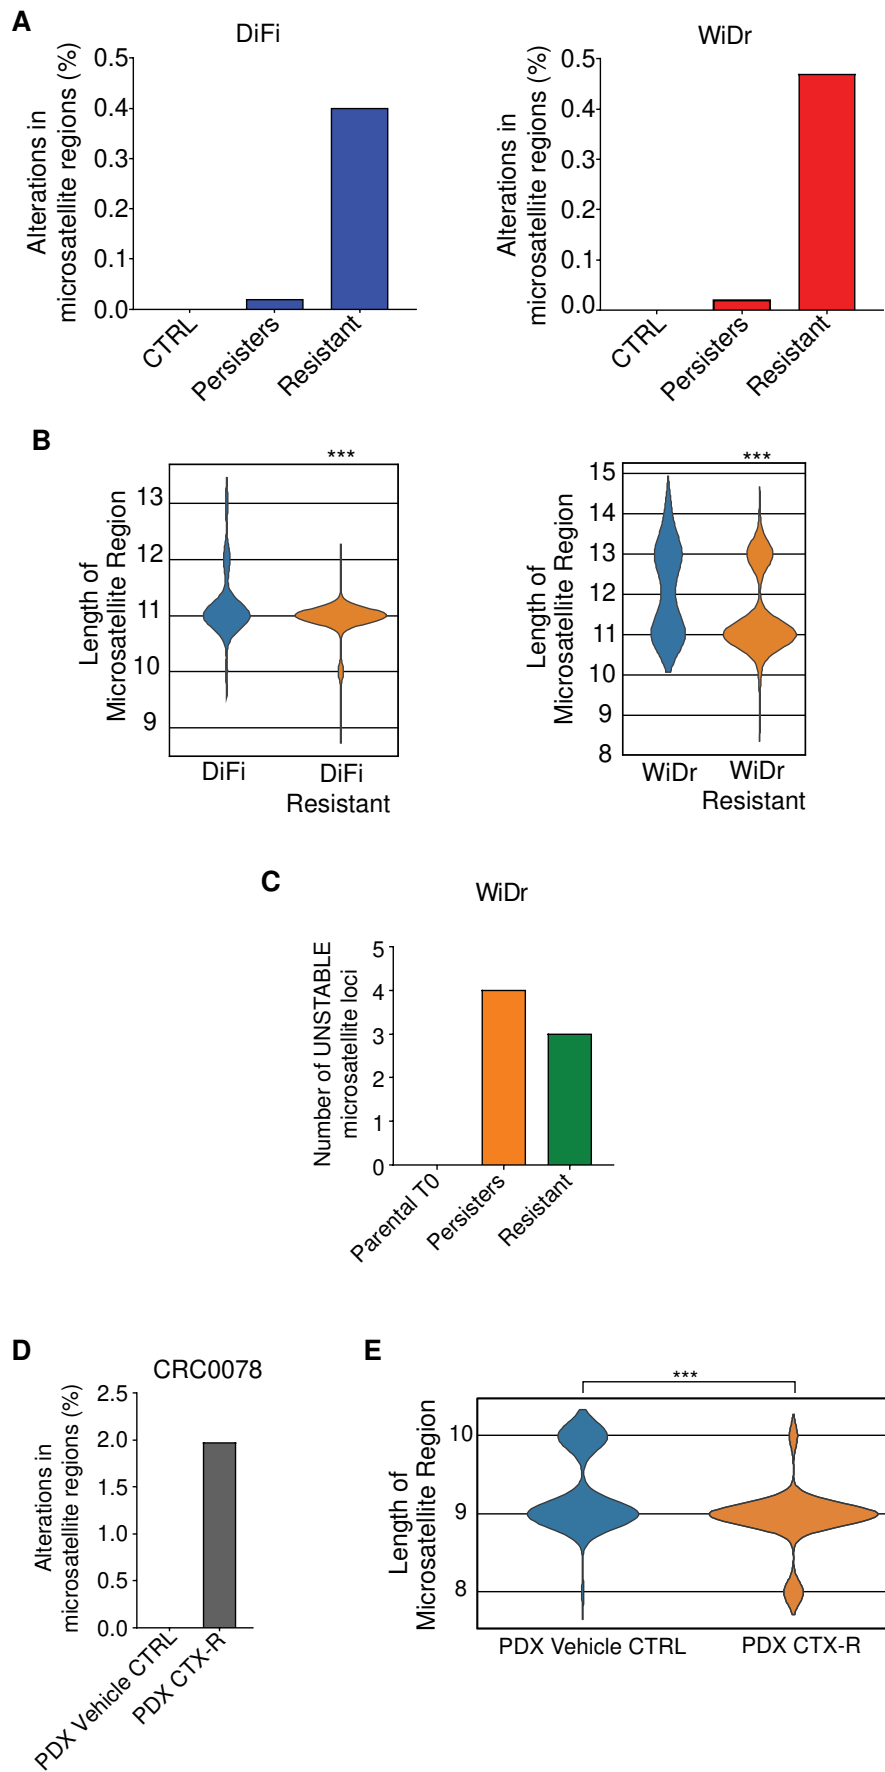 A
DiFi
Alterations in
microsatellite regions (%)
0.5
0.4
0.3
0.2
0.1
0.0
CTRL
Persisters
Resistant
WiDr
Alterations in
microsatellite regions (%)
0.5
0.4
0.3
0.2
0.1
0.0
CTRL
Persisters
Resistant
B
***
Length of
Microsatellite Region
13
12
11
10
9
DiFi
DiFi
Resistant
***
Length of
Microsatellite Region
15
14
13
12
11
10
9
8
WiDr
WiDr
Resistant
C
WiDr
Number of UNSTABLE
microsatellite loci
5
4
3
2
1
0
Parental T0
Persisters
Resistant
D
CRC0078
Alterations in
microsatellite regions (%)
2.5
2.0
1.5
1.0
0.5
0.0
PDX Vehicle CTRL
PDX CTX-R
E
***
Length of
Microsatellite Region
10
9
8
PDX Vehicle CTRL
PDX CTX-R